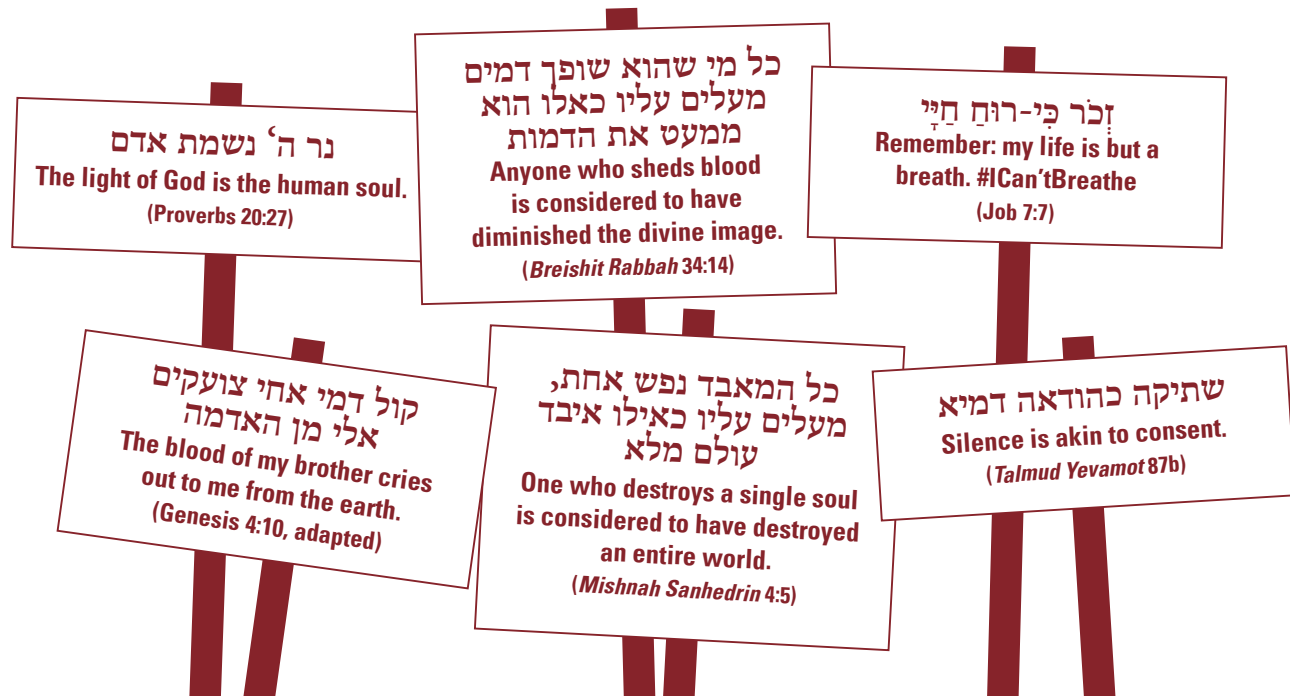 נר ה‘ נשמת אדם
The light of God is the human soul.
(Proverbs 20:27)
כל מי שהוא שופך דמים
מעלים עליו כאלו הוא
ממעט את הדמות
Anyone who sheds blood
is considered to have
diminished the divine image.
(Breishit Rabbah 34:14)
זְכֹר כִּי-רוּחַ חַיָּי
Remember: my life is but a
breath. #ICan’tBreathe
(Job 7:7)
קול דמי אחי צועקים
אלי מן האדמה
The blood of my brother cries
out to me from the earth.
(Genesis 4:10, adapted)
כל המאבד נפש אחת,
מעלים עליו כאילו איבד
עולם מלא
One who destroys a single soul
is considered to have destroyed
an entire world.
(Mishnah Sanhedrin 4:5)
שתיקה כהודאה דמיא
Silence is akin to consent.
(Talmud Yevamot 87b)